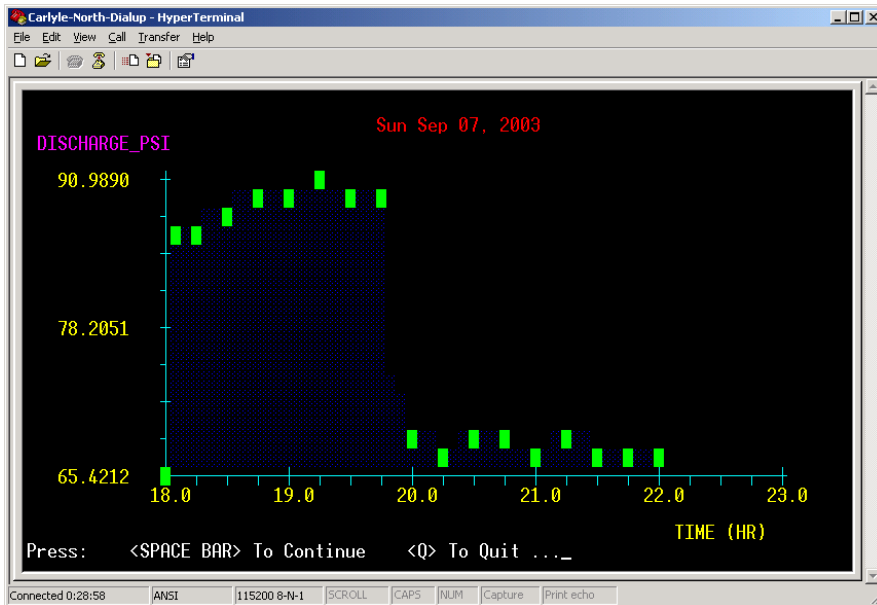 Carlyle-North-Dialup - HyperTerminal
File Edit View Call Transfer Help
Sun Sep 07, 2003
DISCHARGE_PSI
90.9890
78.2051
65.4212
18.0 19.0 20.0 21.0 22.0 23.0
TIME (HR)
Press: <SPACE BAR> To Continue <Q> To Quit ..._
Connected 0:28:58 ANSI 115200 8-N-1 SCROLL CAPS NUM Capture Print echo